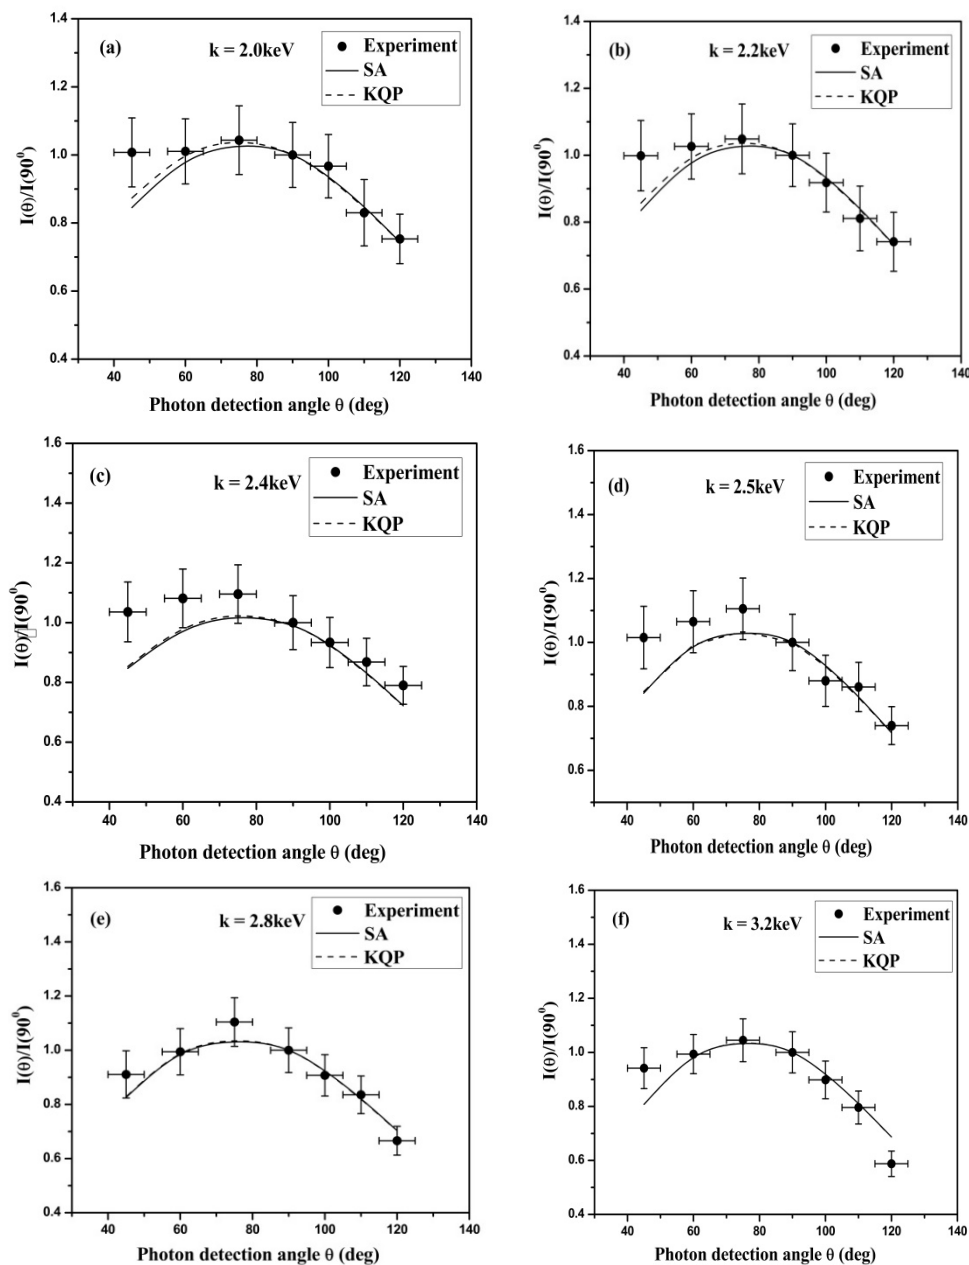 (a)
k = 2.0keV
Experiment
SA
KQP
I(θ)/I(90⁰)
1.4
1.2
1.0
0.8
0.6
0.4
40 60 80 100 120 140
Photon detection angle θ (deg)
(b)
k = 2.2keV
Experiment
SA
KQP
I(θ)/I(90⁰)
1.4
1.2
1.0
0.8
0.6
0.4
40 60 80 100 120 140
Photon detection angle θ (deg)
(c)
k = 2.4keV
Experiment
SA
KQP
I(θ)/I(90⁰)
1.6
1.4
1.2
1.0
0.8
0.6
0.4
40 60 80 100 120 140
Photon detection angle θ (deg)
(d)
k = 2.5keV
Experiment
SA
KQP
I(θ)/I(90⁰)
1.6
1.4
1.2
1.0
0.8
0.6
40 60 80 100 120 140
Photon detection angle θ (deg)
(e)
k = 2.8keV
Experiment
SA
KQP
I(θ)/I(90⁰)
1.6
1.4
1.2
1.0
0.8
0.6
0.4
40 60 80 100 120 140
Photon detection angle θ (deg)
(f)
k = 3.2keV
Experiment
SA
KQP
I(θ)/I(90⁰)
1.6
1.4
1.2
1.0
0.8
0.6
0.4
40 60 80 100 120 140
Photon detection angle θ (deg)